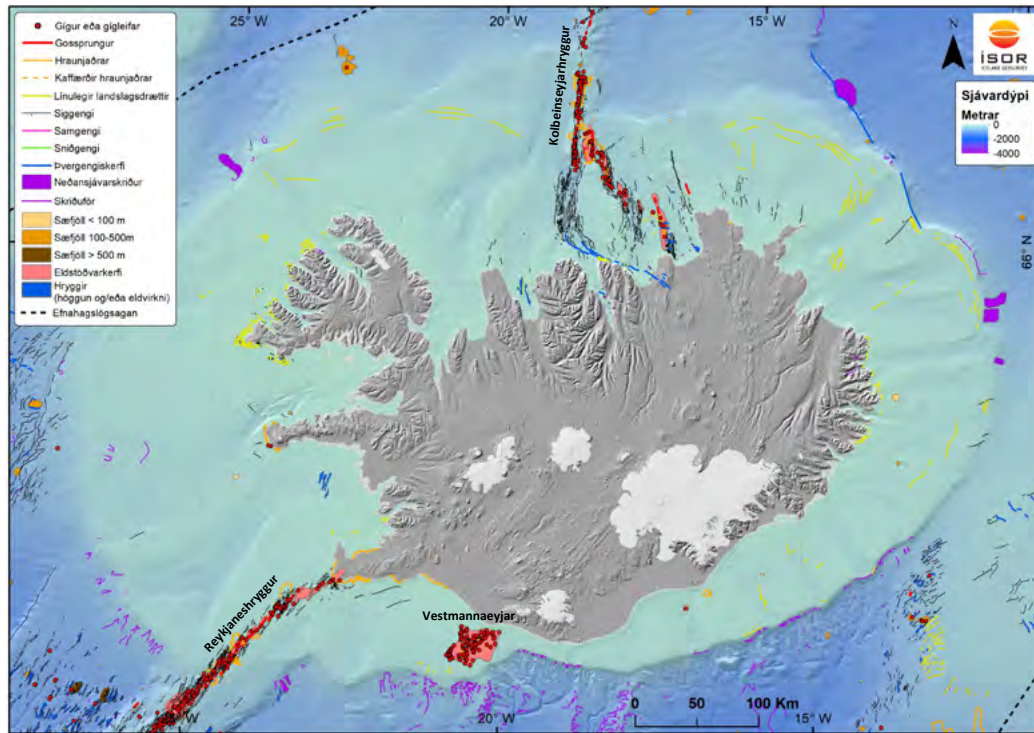 25°W
20°W
15°W
Gígur eða gígleifar
Gossprungur
Hraunjaðrar
Kaffærðir hraunjaðrar
Línulegir landslagsdrættir
Siggengi
Samgengi
Sniðgengi
Þvergengiskerfi
Neðansjávarskriður
Skriðuför
Sæfjöll < 100 m
Sæfjöll 100-500m
Sæfjöll > 500 m
Eldstöðvarkerfi
Hryggir
(höggun og/eða eldvirkni)
Efnahagslögsagan
N
ÍSOR
ICELAND GEOSURVEY
Sjávardýpi
Metrar
0
-2000
-4000
Kolbeinseyjarhryggur
66° N
Reykjaneshryggur
Vestmannaeyjar
0 50 100 Km
20° W
15° W